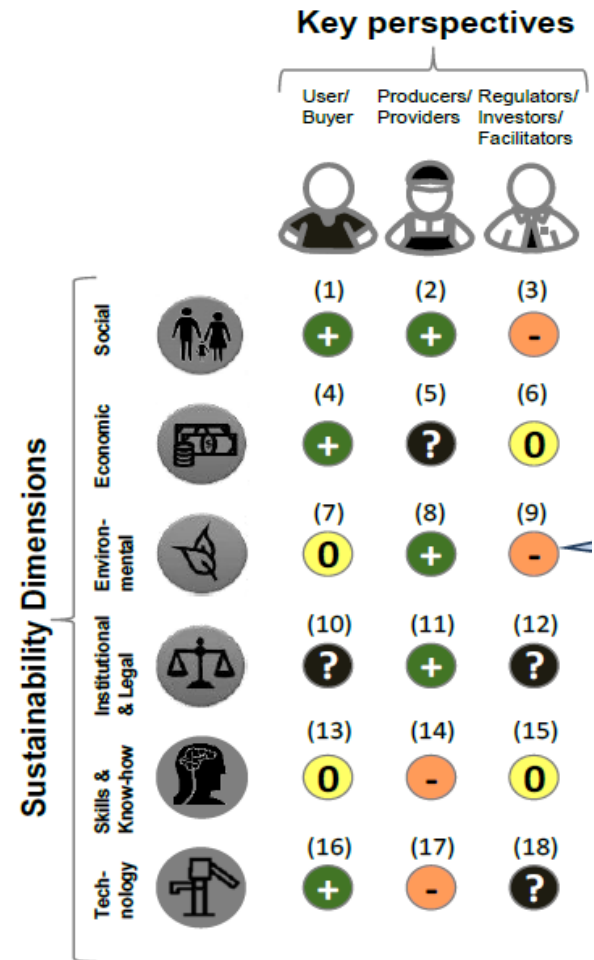 Key perspectives
User/ Producers/ Regulators/
Buyer Providers Investors/
Facilitators
Sustainability Dimensions
Social
(1) (2) (3)
+ + -
Economic
(4) (5) (6)
+ ? 0
Environ-
mental
(7) (8) (9)
0 + -
Institutional
& Legal
(10) (11) (12)
? + ?
Skills &
Know-how
(13) (14) (15)
0 - 0
Tech-
nology
(16) (17) (18)
+ - ?